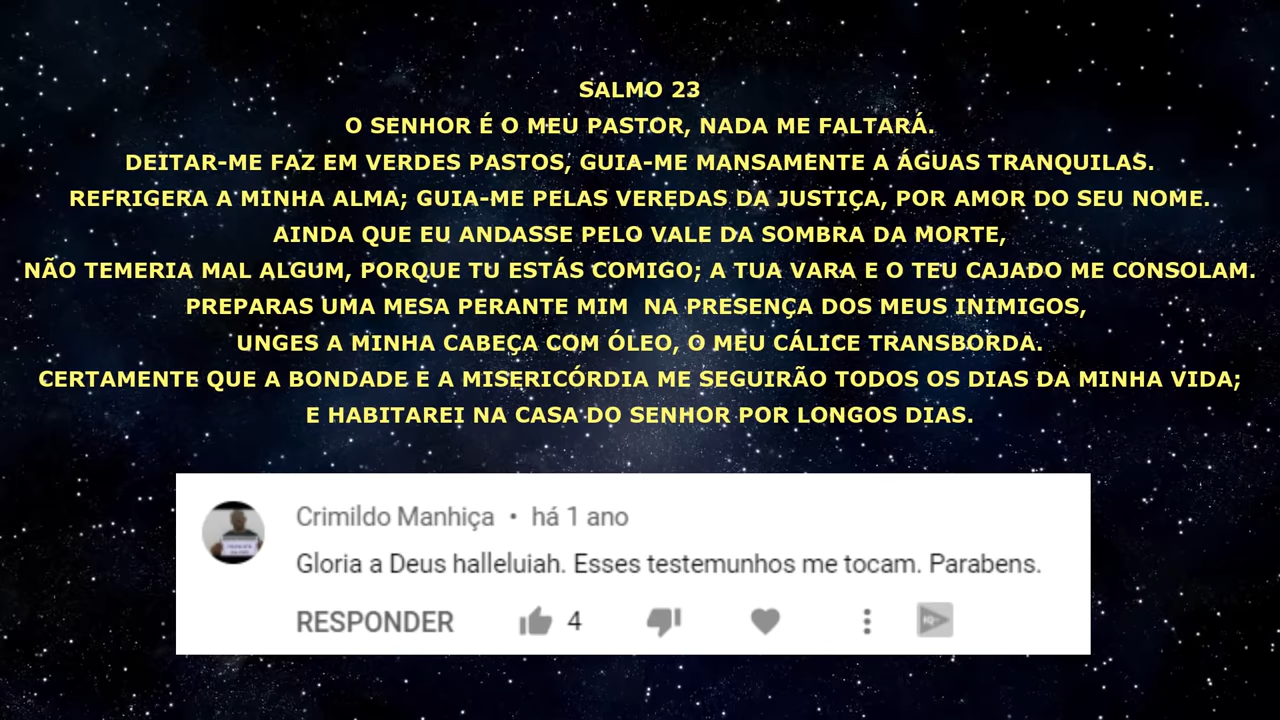 SALMO 23
O SENHOR É O MEU PASTOR, NADA ME FALTARÁ.
DEITAR-ME FAZ EM VERDES PASTOS, GUIA-ME MANSAMENTE A ÁGUAS TRANQUILAS.
REFRIGERA A MINHA ALMA; GUIA-ME PELAS VEREDAS DA JUSTIÇA, POR AMOR DO SEU NOME.
AINDA QUE EU ANDASSE PELO VALE DA SOMBRA DA MORTE,
NÃO TEMERIA MAL ALGUM, PORQUE TU ESTÁS COMIGO; A TUA VARA E O TEU CAJADO ME CONSOLAM.
PREPARAS UMA MESA PERANTE MIM NA PRESENÇA DOS MEUS INIMIGOS,
UNGES A MINHA CABEÇA COM ÓLEO, O MEU CÁLICE TRANSBORDA.
CERTAMENTE QUE A BONDADE E A MISERICÓRDIA ME SEGUIRÃO TODOS OS DIAS DA MINHA VIDA;
E HABITAREI NA CASA DO SENHOR POR LONGOS DIAS.
Crimildo Manhiça • há 1 ano
Gloria a Deus halleluiah. Esses testemunhos me tocam. Parabens.
RESPONDER 4